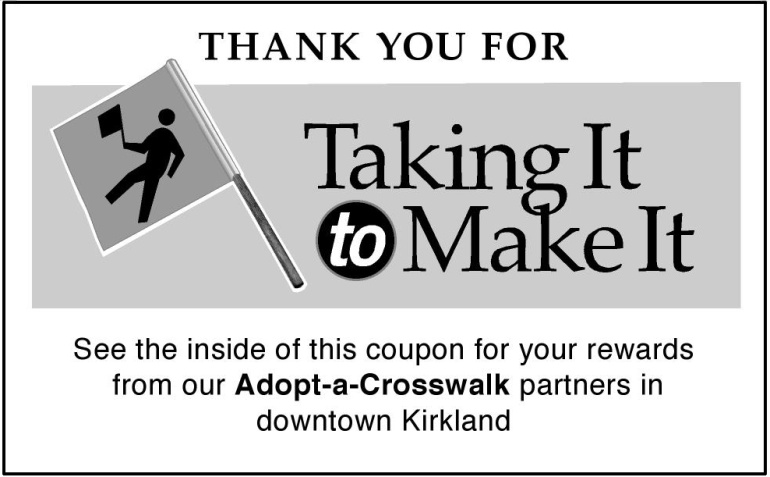 THANK YOU FOR
Taking It
to Make It
See the inside of this coupon for your rewards
from our Adopt-a-Crosswalk partners in
downtown Kirkland